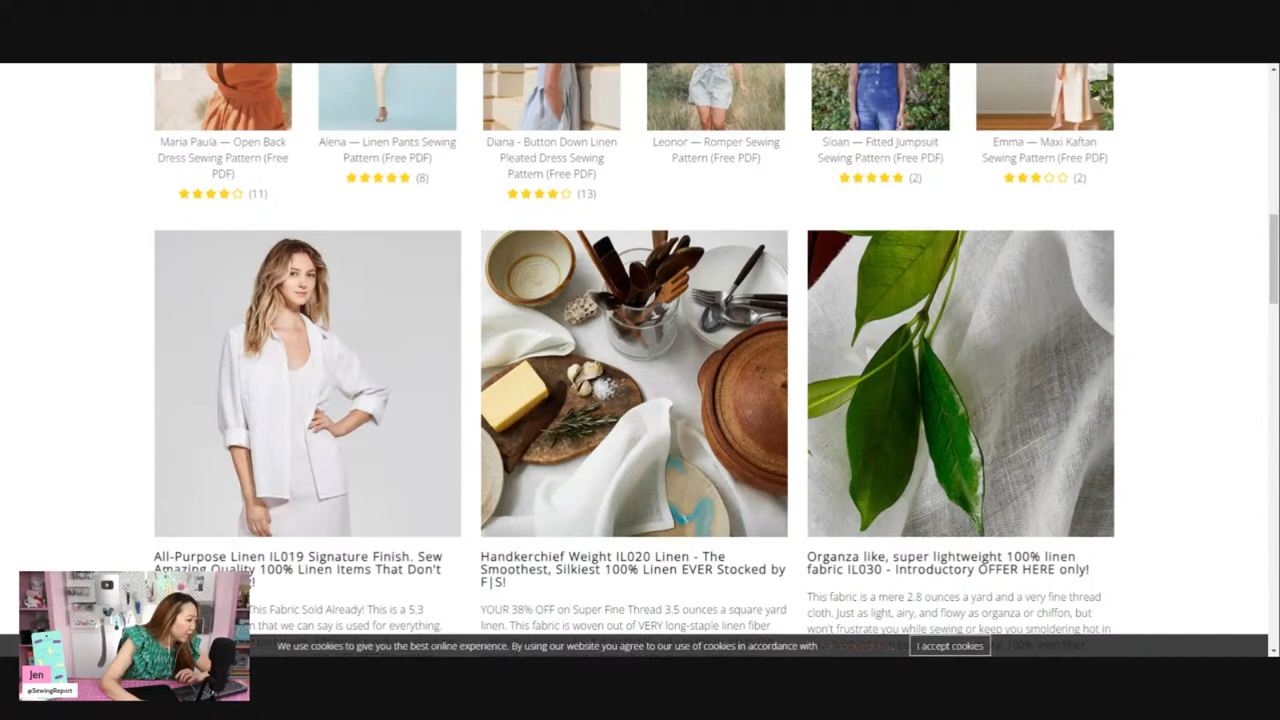 Maria Paula — Open Back
Dress Sewing Pattern (Free
PDF)
(11)
Alena — Linen Pants Sewing
Pattern (Free PDF)
(8)
Diana - Button Down Linen
Pleated Dress Sewing
Pattern (Free PDF)
(13)
Leonor — Romper Sewing
Pattern (Free PDF)
Sloan — Fitted Jumpsuit
Sewing Pattern (Free PDF)
(2)
Emma — Maxi Kaftan
Sewing Pattern (Free PDF)
(2)
All-Purpose Linen IL019 Signature Finish. Sew
Amazing Quality 100% Linen Items That Don't
This Fabric Sold Already! This is a 5.3
that we can say is used for everything.
Handkerchief Weight IL020 Linen - The
Smoothest, Silkiest 100% Linen EVER Stocked by
F|S!
YOUR 38% OFF on Super Fine Thread 3.5 ounces a square yard
linen. This fabric is woven out of VERY long-staple linen fiber
Organza like, super lightweight 100% linen
fabric IL030 - Introductory OFFER HERE only!
This fabric is a mere 2.8 ounces a yard and a very fine thread
cloth. Just as light, airy, and flowy as organza or chiffon, but
won't frustrate you while sewing or keep you smoldering hot in
We use cookies to give you the best online experience. By using our website you agree to our use of cookies in accordance with
I accept cookies
Jen
@SewingReport